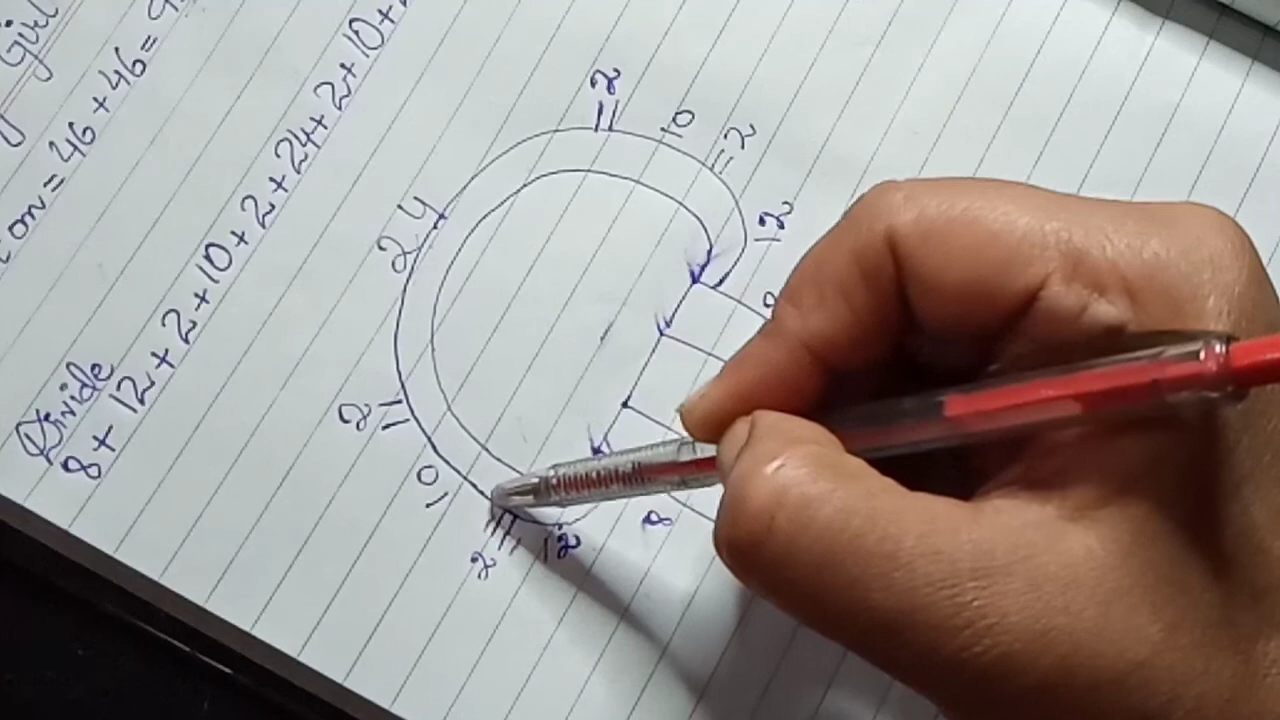 Girl
on = 46 + 46 = 9
Divide
8 + 12 + 2 + 10 + 2 + 24 + 2 + 10 +
= 2
10
= 2
12
24
2 =
10
2 =
12
8